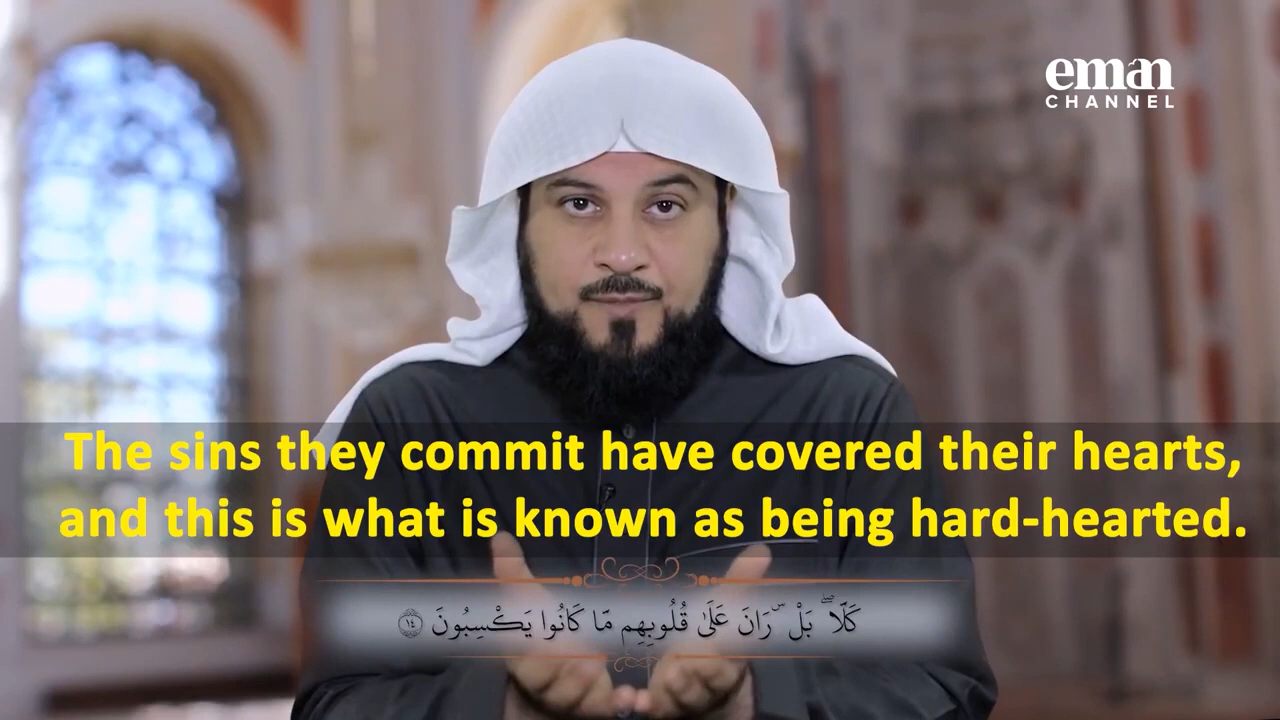 eman
CHANNEL
The sins they commit have covered their hearts,
and this is what is known as being hard-hearted.
كَلَّا ۖ بَلْ ۜ رَانَ عَلَىٰ قُلُوبِهِم مَّا كَانُوا يَكْسِبُونَ ١٤